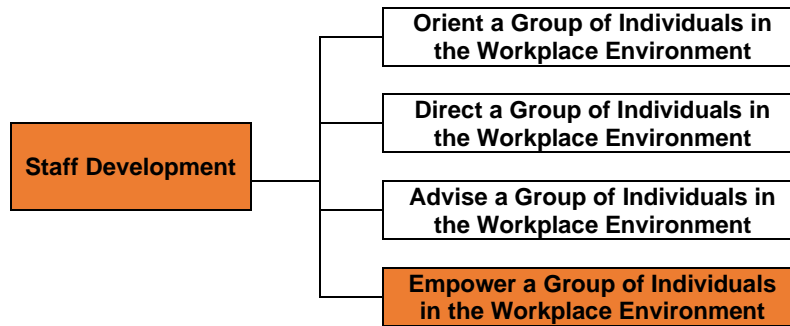 Orient a Group of Individuals in
the Workplace Environment
Direct a Group of Individuals in
the Workplace Environment
Staff Development
Advise a Group of Individuals in
the Workplace Environment
Empower a Group of Individuals
in the Workplace Environment